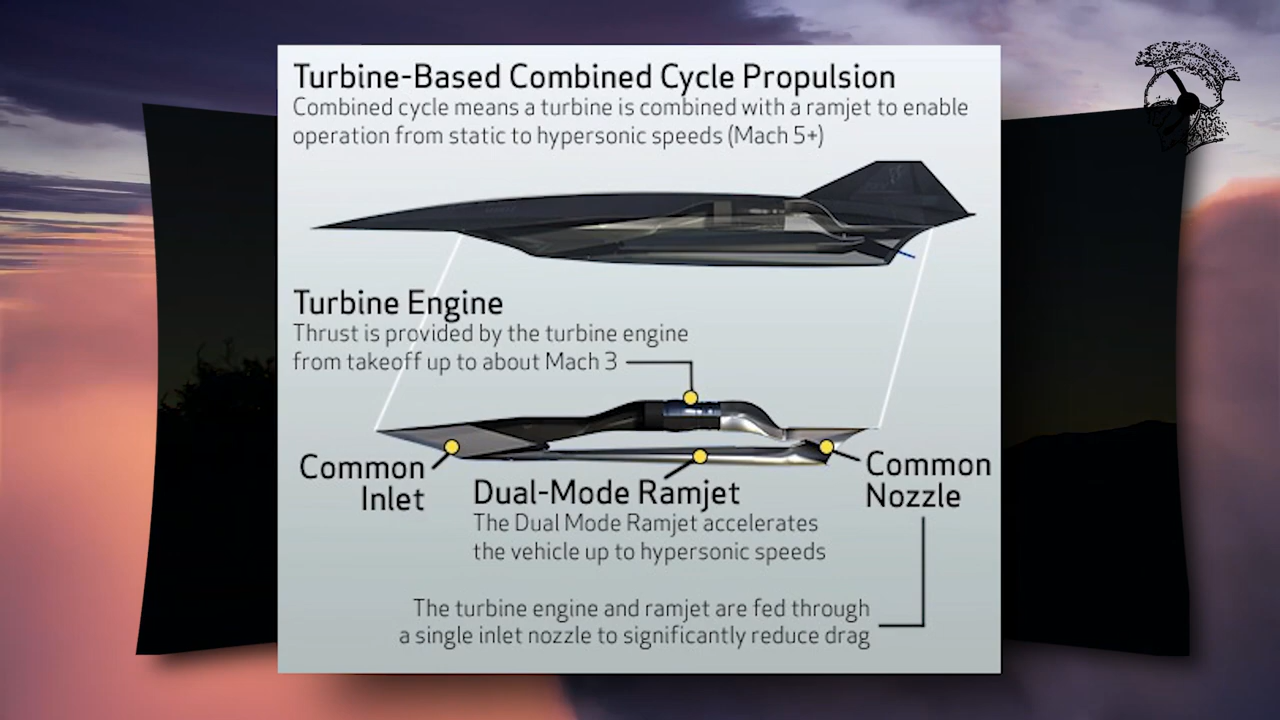 Turbine-Based Combined Cycle Propulsion
Combined cycle means a turbine is combined with a ramjet to enable
operation from static to hypersonic speeds (Mach 5+)
Turbine Engine
Thrust is provided by the turbine engine
from takeoff up to about Mach 3
Common
Inlet
Dual-Mode Ramjet
The Dual Mode Ramjet accelerates
the vehicle up to hypersonic speeds
Common
Nozzle
The turbine engine and ramjet are fed through
a single inlet nozzle to significantly reduce drag